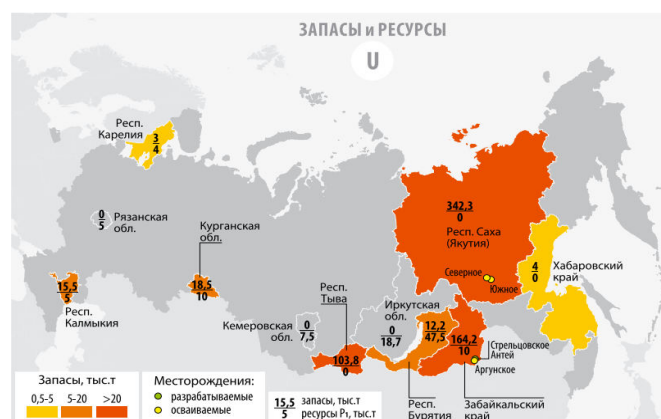 ЗАПАСЫ И РЕСУРСЫ
U
Респ.
Карелия
3
4
0
5
Рязанская
обл.
Курганская
обл.
15,5
5
Респ.
Калмыкия
18,5
10
342,3
0
Респ. Саха
(Якутия)
Северное
Южное
4
0
Хабаровский
край
Кемеровская
обл.
0
7,5
Респ.
Тыва
103,8
0
Иркутская
обл.
0
18,7
12,2
47,5
Респ.
Бурятия
164,2
10
Забайкальский
край
Стрельцовское
Антей
Аргунское
Запасы, тыс.т
0,5-5 5-20 >20
Месторождения:
разрабатываемые
осваиваемые
15,5 запасы, тыс.т
5 ресурсы P₁, тыс.т